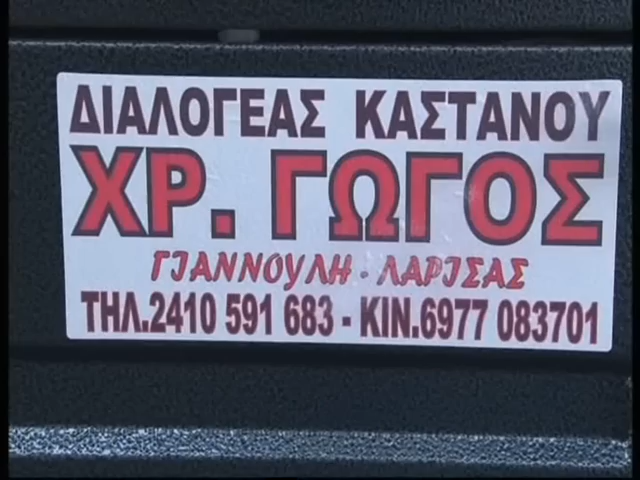 ΔΙΑΛΟΓΕΑΣ ΚΑΣΤΑΝΟΥ
ΧΡ. ΓΩΓΟΣ
ΓΙΑΝΝΟΥΛΗ - ΛΑΡΙΣΑΣ
ΤΗΛ.2410 591 683 - ΚΙΝ.6977 083701